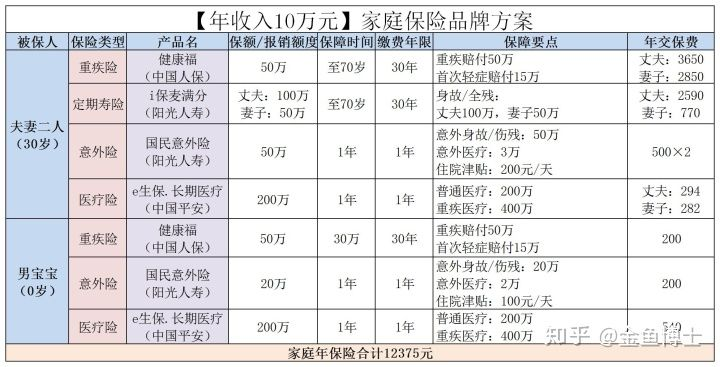 【年收入10万元】家庭保险品牌方案
被保人 保险类型 产品名 保额/报销额度 保障时间 缴费年限 保障要点 年交保费
夫妻二人
(30岁)
重疾险
健康福
(中国人保)
50万 至70岁 30年
重疾赔付50万
首次轻症赔付15万
丈夫：3650
妻子：2850
定期寿险
i保麦满分
(阳光人寿)
丈夫：100万
妻子：50万
至70岁 30年
身故/全残：
丈夫100万，妻子50万
丈夫：2590
妻子：770
意外险
国民意外险
(阳光人寿)
50万 1年 1年
意外身故/伤残：50万
意外医疗：3万
住院津贴：200元/天
500×2
医疗险
e生保.长期医疗
(中国平安)
200万 1年 1年
普通医疗：200万
重疾医疗：400万
丈夫：294
妻子：282
男宝宝
(0岁)
重疾险
健康福
(中国人保)
50万 30万 30年
重疾赔付50万
首次轻症赔付15万
200
意外险
国民意外险
(阳光人寿)
20万 1年 1年
意外身故/伤残：20万
意外医疗：2万
住院津贴：100元/天
200
医疗险
e生保.长期医疗
(中国平安)
200万 1年 1年
普通医疗：200万
重疾医疗：400万
家庭年保险合计12375元
知乎 @金鱼博士